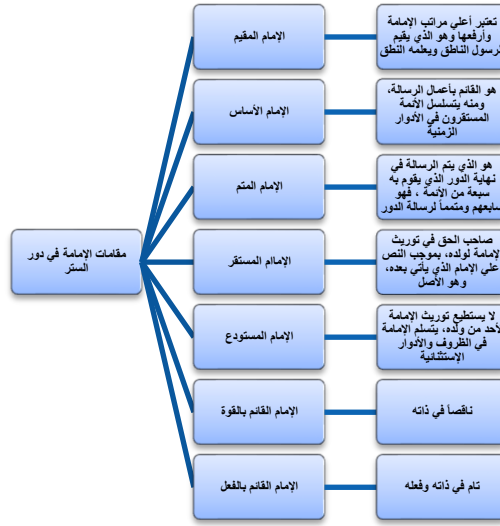 مقامات الإمامة في دور
الستر
الإمام المقيم
تعتبر أعلي مراتب الإمامة
وأرفعها وهو الذي يقيم
الرسول الناطق ويعلمه النطق
الإمام الأساس
هو القائم بأعمال الرسالة،
ومنه يتسلسل الأئمة
المستقرون في الأدوار
الزمنية
الإمام المتم
هو الذي يتم الرسالة في
نهاية الدور الذي يقوم به
سبعة من الأئمة ، فهو
سابعهم ومتمماً لرسالة الدور
الإماام المستقر
صاحب الحق في توريث
الإمامة لولده، بموجب النص
علي الإمام الذي يأتي بعده،
وهو الأصل
الإمام المستودع
لا يستطيع توريث الإمامة
لأحد من ولده، يتسلم الإمامة
في الظروف والأدوار
الإستثنائية
الإمام القائم بالقوة
ناقصاً في ذاته
الإمام القائم بالفعل
تام في ذاته وفعله